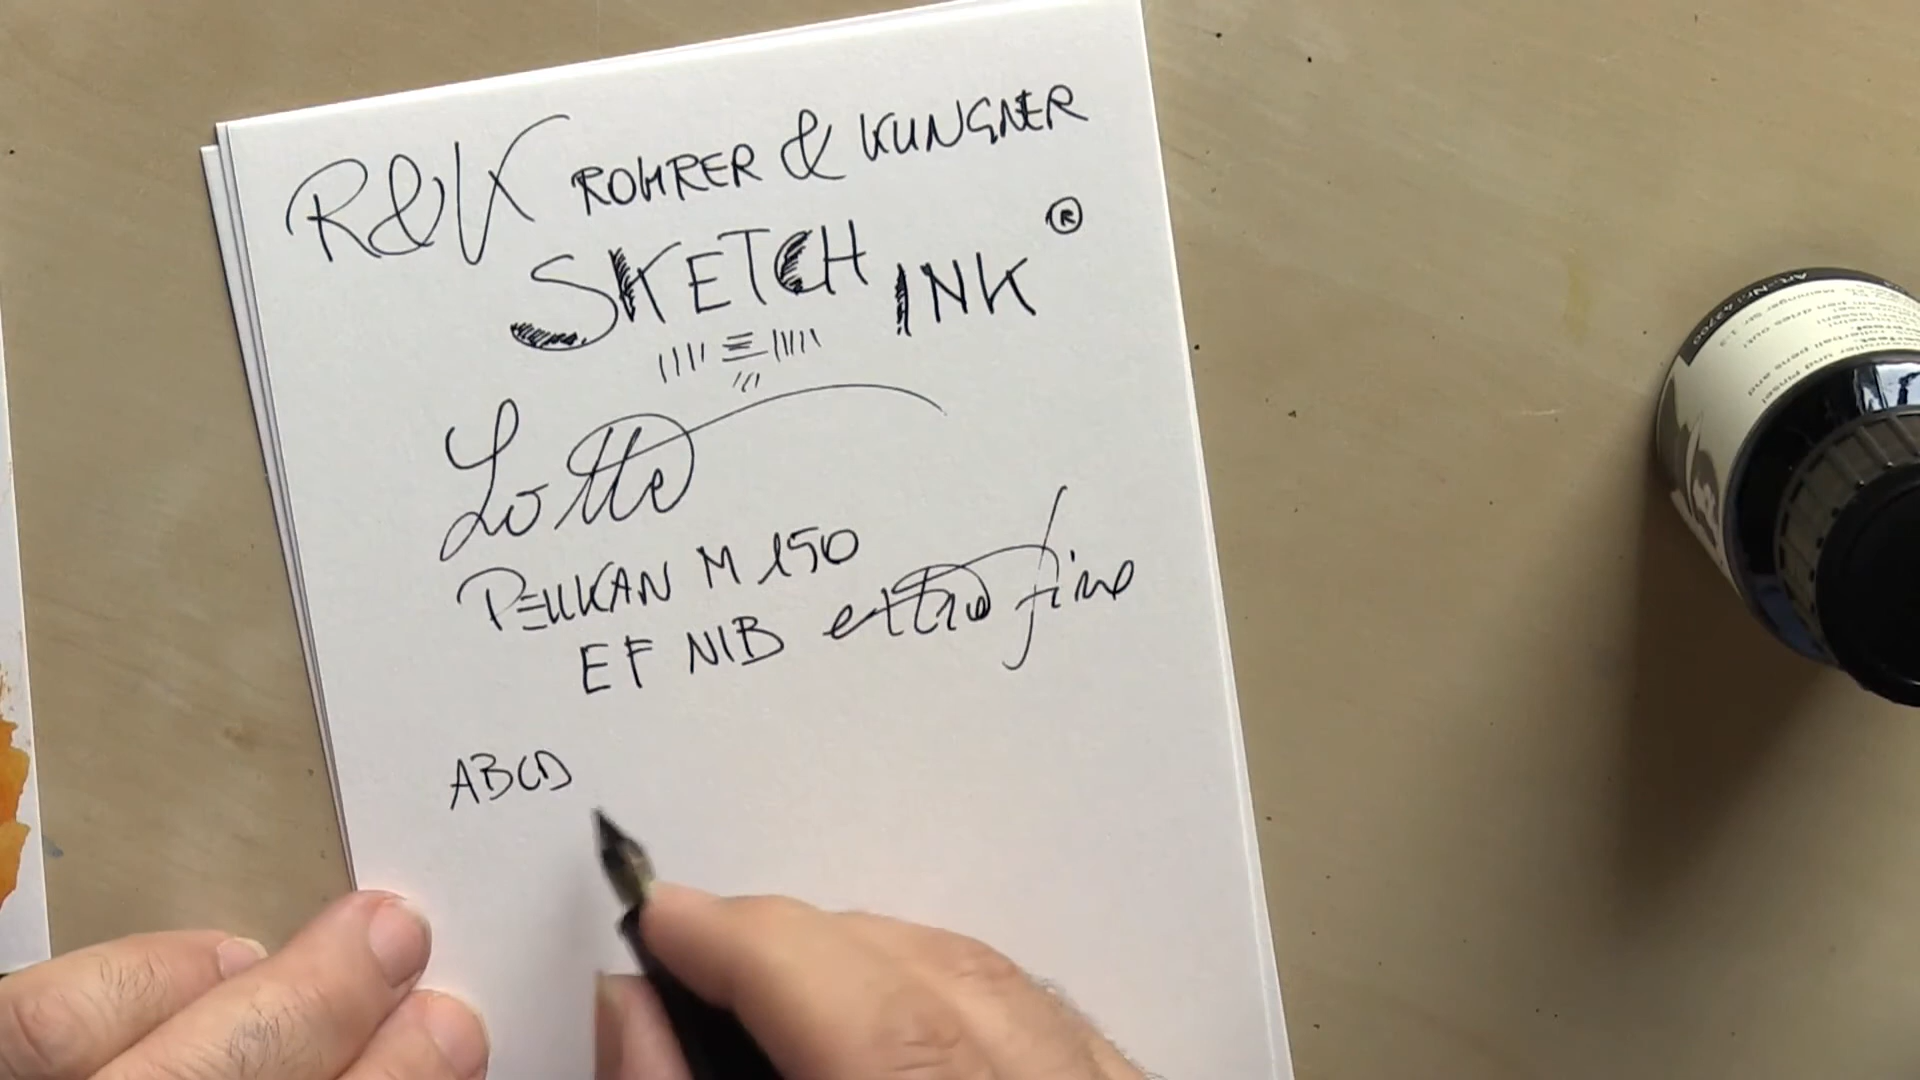 R&K ROHRER & KLINGNER
SKETCH INK ®
Lotte
PELIKAN M 150
EF NIB extra fine
ABCD